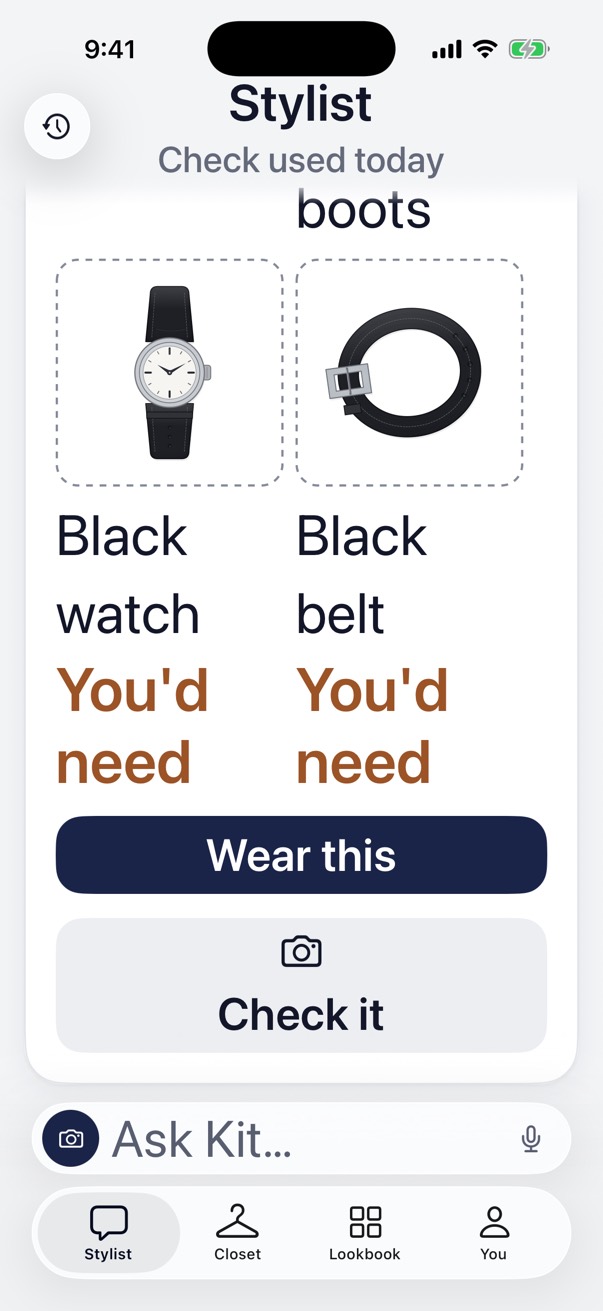 9:41
Stylist
Check used today
boots
Black watch
You'd need
Black belt
You'd need
Wear this
Check it
Ask Kit...
Stylist
Closet
Lookbook
You